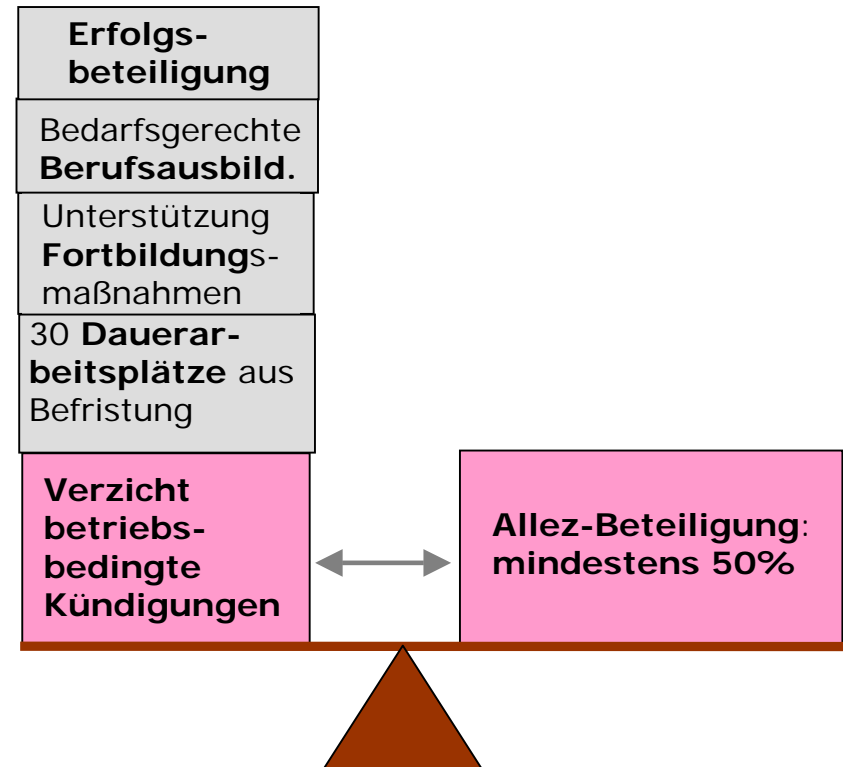 Erfolgs-
beteiligung
Bedarfsgerechte
Berufsausbild.
Unterstützung
Fortbildungs-
maßnahmen
30 Dauerar-
beitsplätze aus
Befristung
Verzicht
betriebs-
bedingte
Kündigungen
Allez-Beteiligung:
mindestens 50%